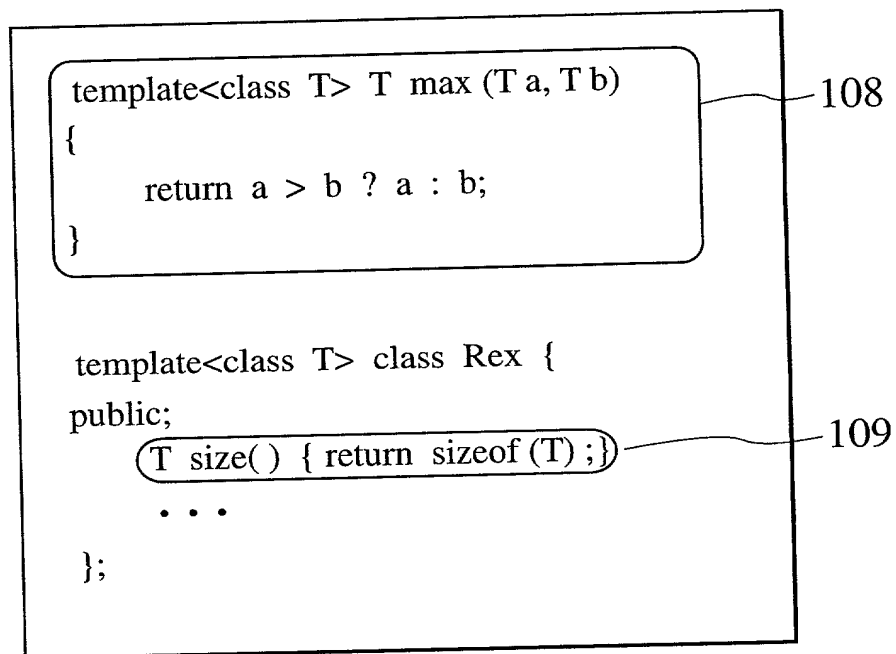 template<class T> T max (T a, T b)
108
{
return a > b ? a : b;
}
template<class T> class Rex {
public;
T size( ) { return sizeof (T) ;}
109
. . .
};